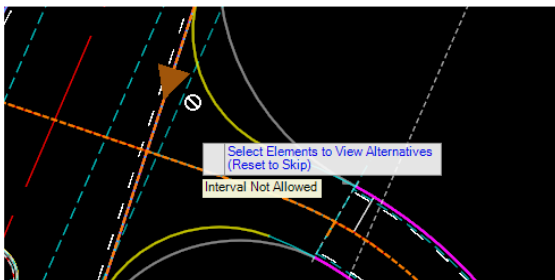 Select Elements to View Alternatives
(Reset to Skip)
Interval Not Allowed